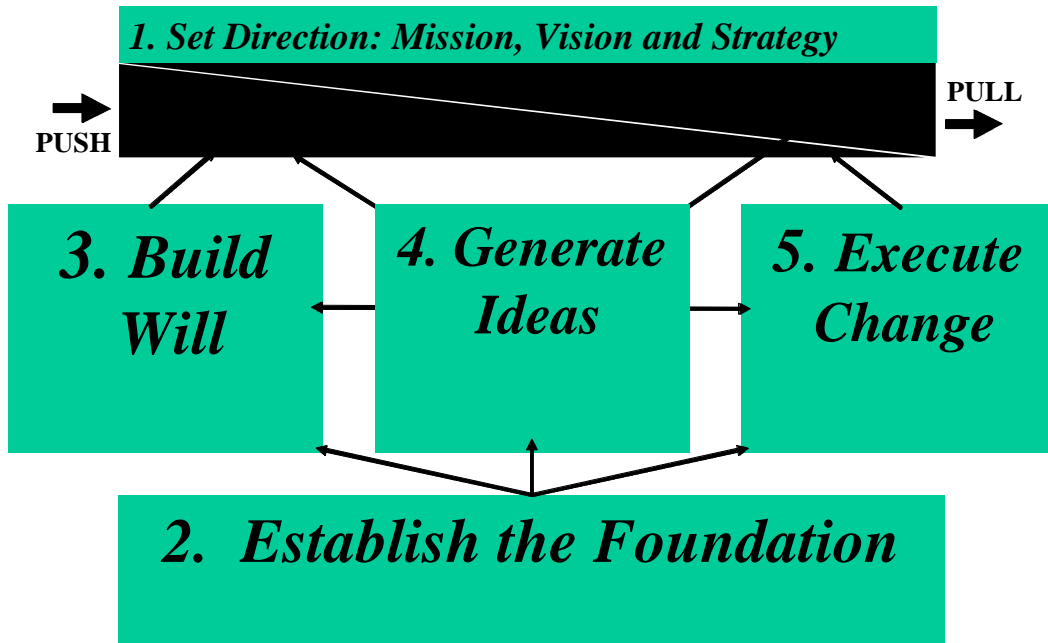 1. Set Direction: Mission, Vision and Strategy
PUSH
PULL
3. Build
Will
4. Generate
Ideas
5. Execute
Change
2. Establish the Foundation